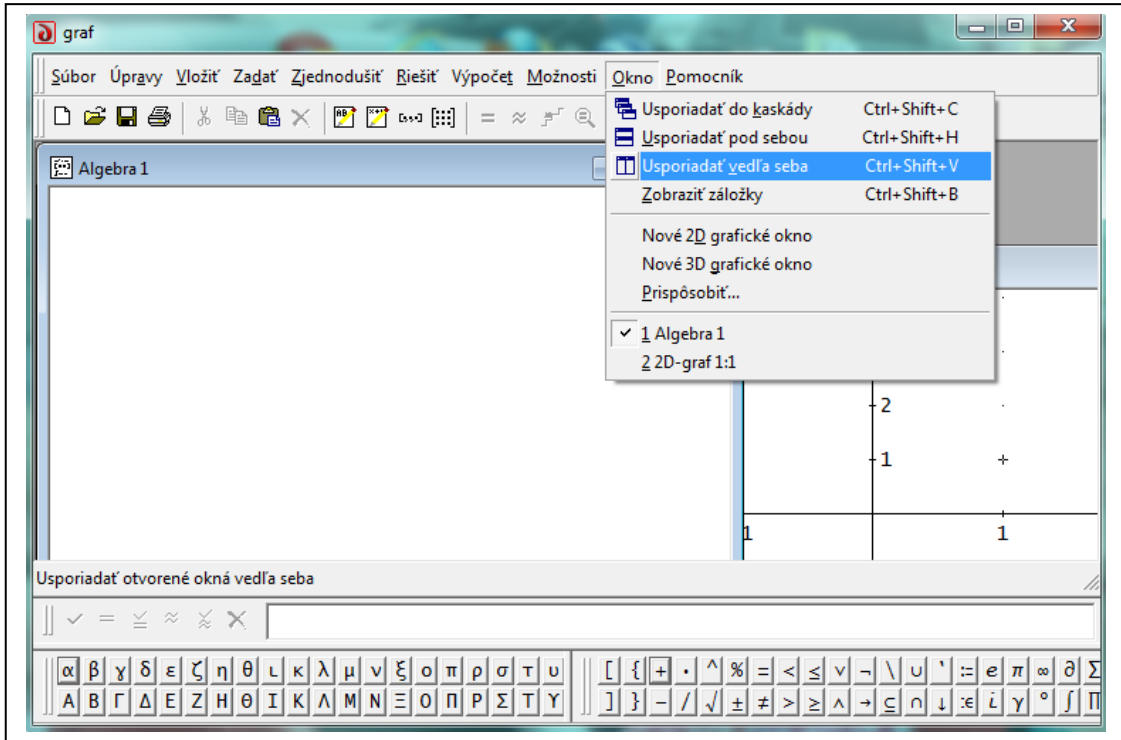 graf
Súbor Úpravy Vložiť Zadať Zjednodušiť Riešiť Výpočet Možnosti Okno Pomocník
Usporiadať do kaskády Ctrl+Shift+C
Usporiadať pod sebou Ctrl+Shift+H
Usporiadať vedľa seba Ctrl+Shift+V
Zobraziť záložky Ctrl+Shift+B
Nové 2D grafické okno
Nové 3D grafické okno
Prispôsobiť...
1 Algebra 1
2 2D-graf 1:1
Algebra 1
2
1
1 1
Usporiadať otvorené okná vedľa seba
α β γ δ ε ζ η θ ι κ λ μ ν ξ ο π ρ σ τ υ [ { + · ^ % = < ≤ ∨ ¬ \ ∪ ' := e π ∞ ∂ Σ
Α Β Γ Δ Ε Ζ Η Θ Ι Κ Λ Μ Ν Ξ Ο Π Ρ Σ Τ Υ ] } − / √ ± ≠ > ≥ ∧ → ⊆ ∩ ↓ :∈ i γ ° ∫ Π